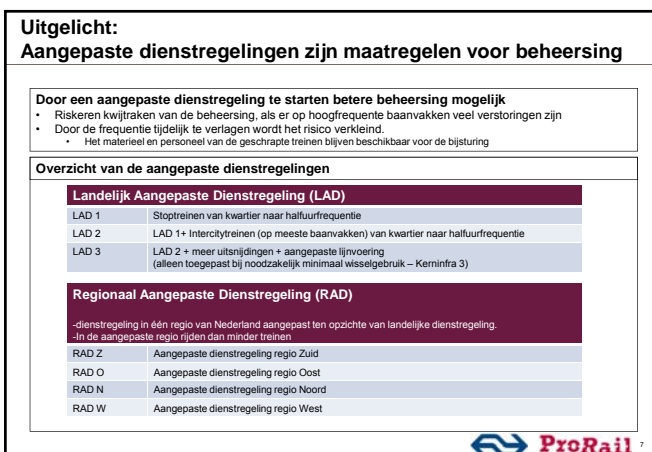 Uitgelicht:
Aangepaste dienstregelingen zijn maatregelen voor beheersing
Door een aangepaste dienstregeling te starten betere beheersing mogelijk
• Riskeren kwijtraken van de beheersing, als er op hoogfrequente baanvakken veel verstoringen zijn
• Door de frequentie tijdelijk te verlagen wordt het risico verkleind.
• Het materieel en personeel van de geschrapte treinen blijven beschikbaar voor de bijsturing
Overzicht van de aangepaste dienstregelingen
Landelijk Aangepaste Dienstregeling (LAD)
LAD 1 Stoptreinen van kwartier naar halfuurfrequentie
LAD 2 LAD 1+ Intercitytreinen (op meeste baanvakken) van kwartier naar halfuurfrequentie
LAD 3 LAD 2 + meer uitsnijdingen + aangepaste lijnvoering
(alleen toegepast bij noodzakelijk minimaal wisselgebruik – Kerninfra 3)
Regionaal Aangepaste Dienstregeling (RAD)
-dienstregeling in één regio van Nederland aangepast ten opzichte van landelijke dienstregeling.
-In de aangepaste regio rijden dan minder treinen
RAD Z Aangepaste dienstregeling regio Zuid
RAD O Aangepaste dienstregeling regio Oost
RAD N Aangepaste dienstregeling regio Noord
RAD W Aangepaste dienstregeling regio West
ProRail 7